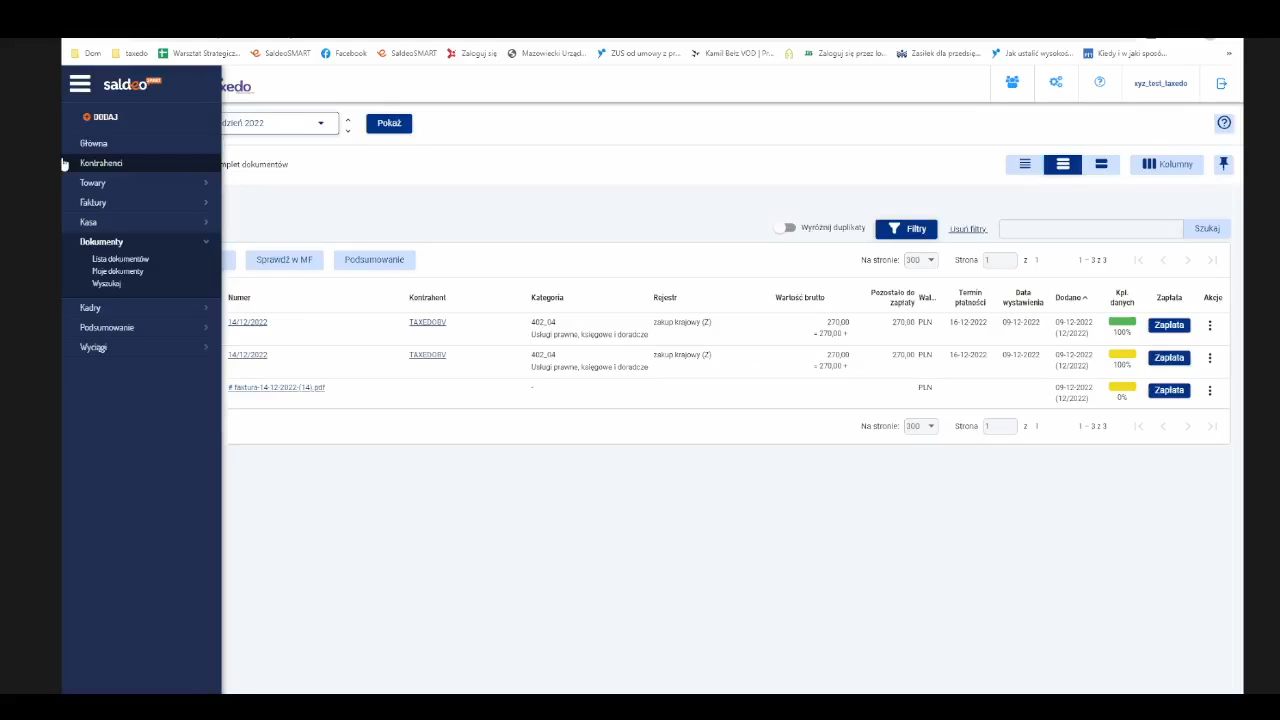 Dom taxedo Warsztat Strategicz... SaldeoSMART Facebook SaldeoSMART Zaloguj się Mazowiecki Urząd... ZUS od umowy z pr... Kamil Bełz VOD | Pr... Zaloguj się przez lo... Zasiłek dla przedsię... Jak ustalić wysokoś... Kiedy i w jaki sposó... »
saldeo SMART
xedo
xyz_test_taxedo
DODAJ
dzień 2022
Pokaż
Główna
Kontrahenci
mplet dokumentów
Kolumny
Towary
Faktury
Kasa
Wyróżnij duplikaty
Filtry
Usuń filtry
Szukaj
Dokumenty
Lista dokumentów
Moje dokumenty
Wyszukaj
Sprawdź w MF
Podsumowanie
Na stronie: 300 Strona 1 z 1 1 – 3 z 3
Kadry
Podsumowanie
Wyciągi
Numer Kontrahent Kategoria Rejestr Wartość brutto Pozostało do zapłaty Wal... Termin płatności Data wystawienia Dodano Kpl. danych Zapłata Akcje
14/12/2022 TAXEDOBV 402_04 zakup krajowy (Z) 270,00 270,00 PLN 16-12-2022 09-12-2022 09-12-2022 Zapłata
Usługi prawne, księgowe i doradcze = 270,00 + (12/2022) 100%
14/12/2022 TAXEDOBV 402_04 zakup krajowy (Z) 270,00 270,00 PLN 16-12-2022 09-12-2022 09-12-2022 Zapłata
Usługi prawne, księgowe i doradcze = 270,00 + (12/2022) 100%
# faktura-14-12-2022-(14).pdf - PLN 09-12-2022 Zapłata
(12/2022) 0%
Na stronie: 300 Strona 1 z 1 1 – 3 z 3